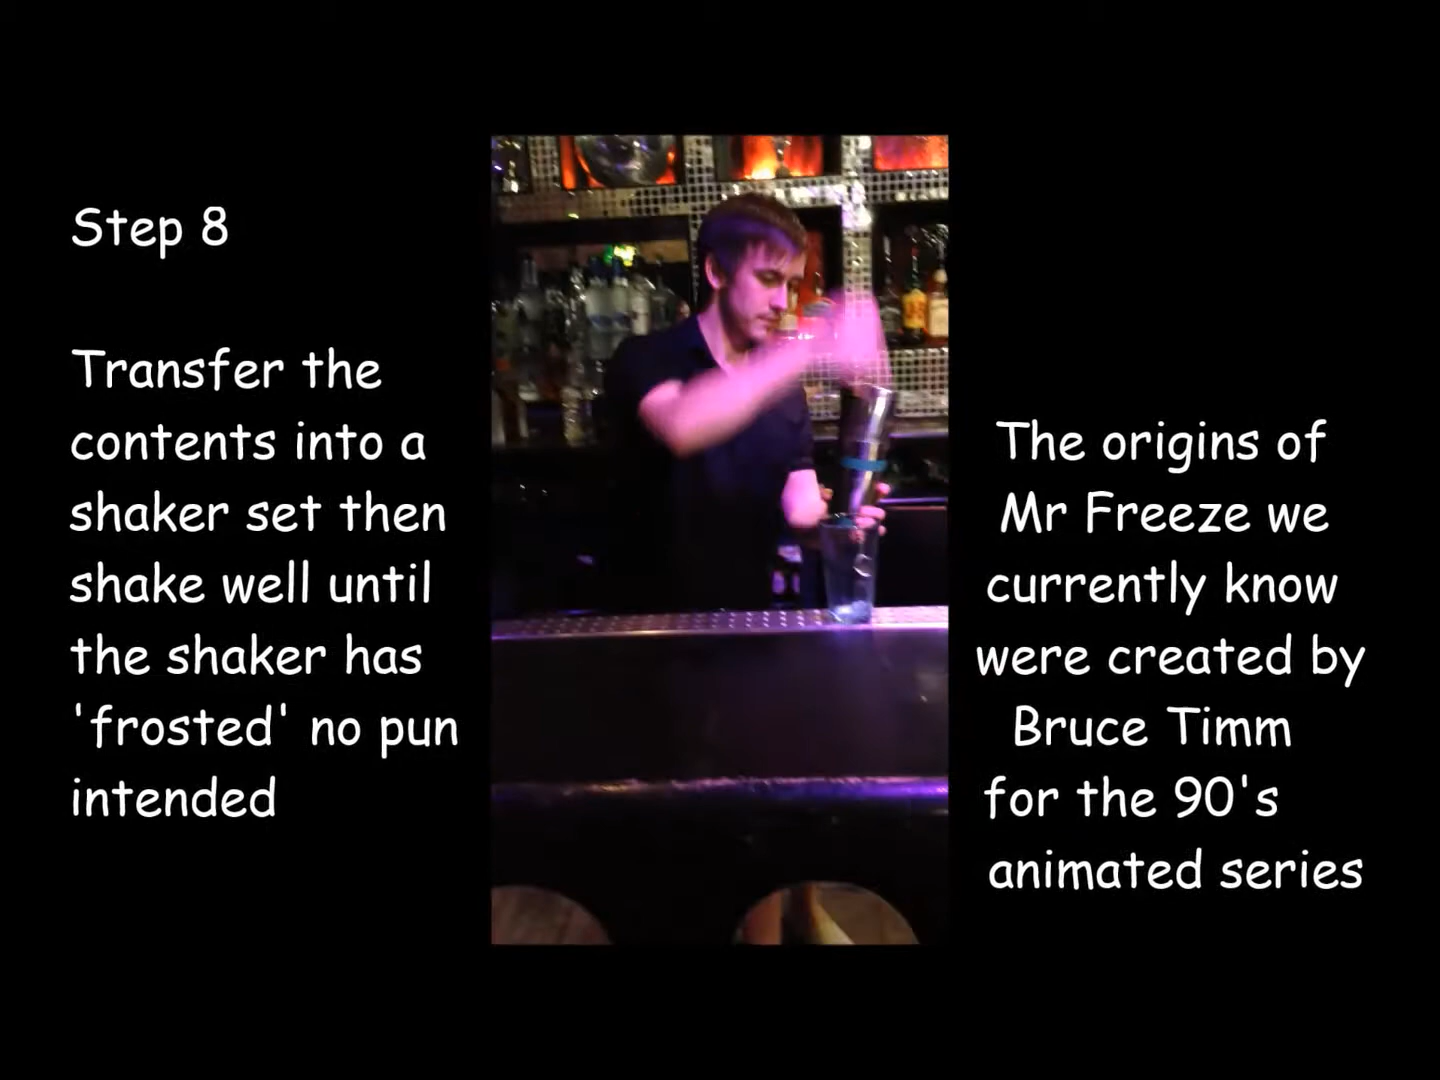 Step 8
Transfer the
contents into a
shaker set then
shake well until
the shaker has
'frosted' no pun
intended
The origins of
Mr Freeze we
currently know
were created by
Bruce Timm
for the 90's
animated series